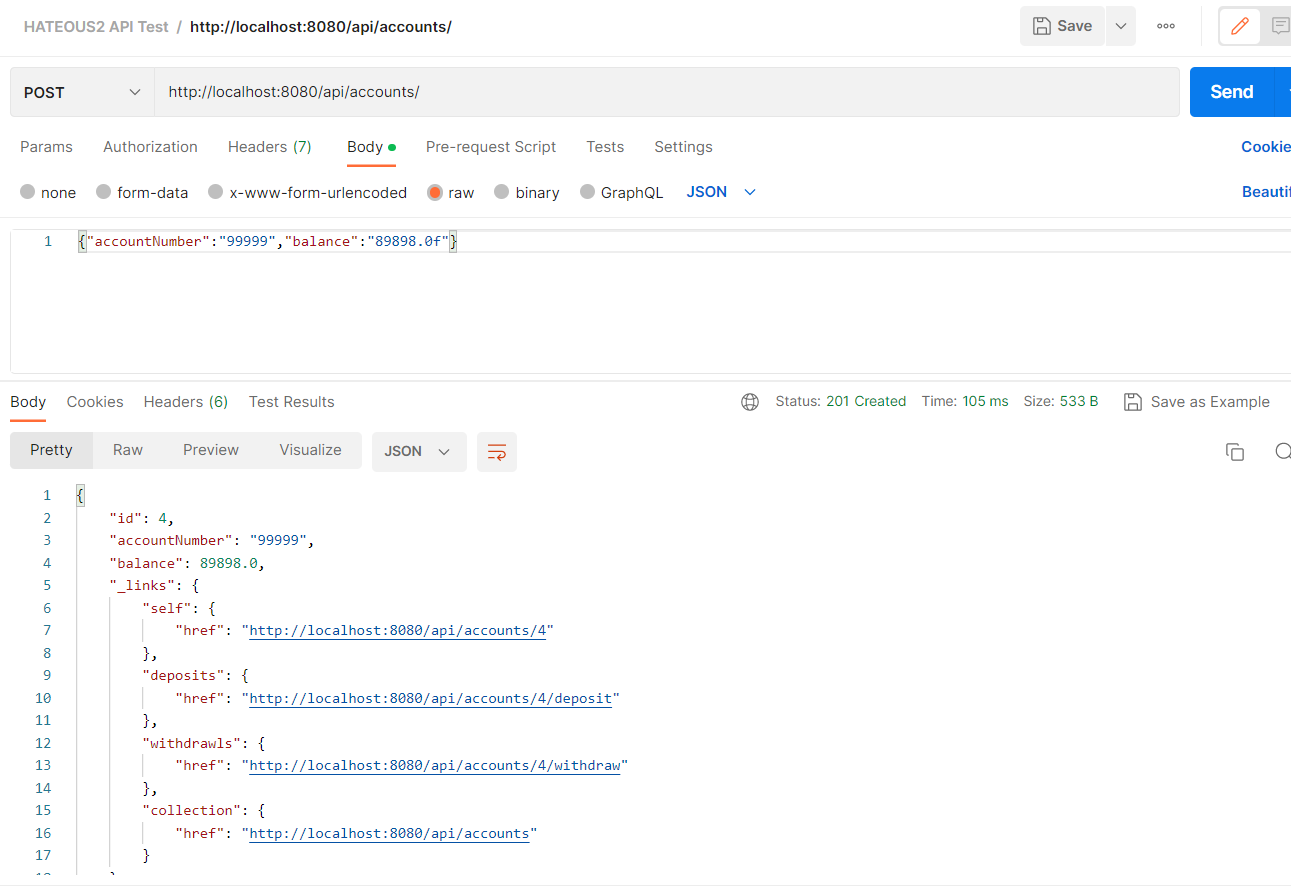 HATEOUS2 API Test / http://localhost:8080/api/accounts/ Save
POST http://localhost:8080/api/accounts/ Send
Params Authorization Headers (7) Body Pre-request Script Tests Settings Cookie
none form-data x-www-form-urlencoded raw binary GraphQL JSON Beautif
1 {"accountNumber":"99999","balance":"89898.0f"}
Body Cookies Headers (6) Test Results Status: 201 Created Time: 105 ms Size: 533 B Save as Example
Pretty Raw Preview Visualize JSON
1 {
2 "id": 4,
3 "accountNumber": "99999",
4 "balance": 89898.0,
5 "_links": {
6 "self": {
7 "href": "http://localhost:8080/api/accounts/4"
8 },
9 "deposits": {
10 "href": "http://localhost:8080/api/accounts/4/deposit"
11 },
12 "withdrawls": {
13 "href": "http://localhost:8080/api/accounts/4/withdraw"
14 },
15 "collection": {
16 "href": "http://localhost:8080/api/accounts"
17 }